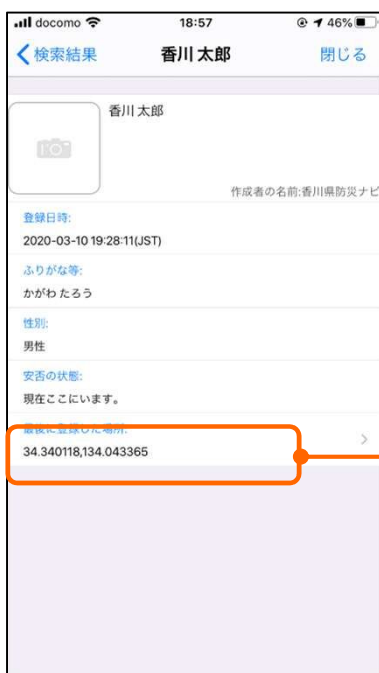 docomo 18:57 46%
検索結果 香川 太郎 閉じる
香川 太郎
作成者の名前:香川県防災ナビ
登録日時:
2020-03-10 19:28:11(JST)
ふりがな等:
かがわ たろう
性別:
男性
安否の状態:
現在ここにいます。
最後に登録した場所:
34.340118,134.043365